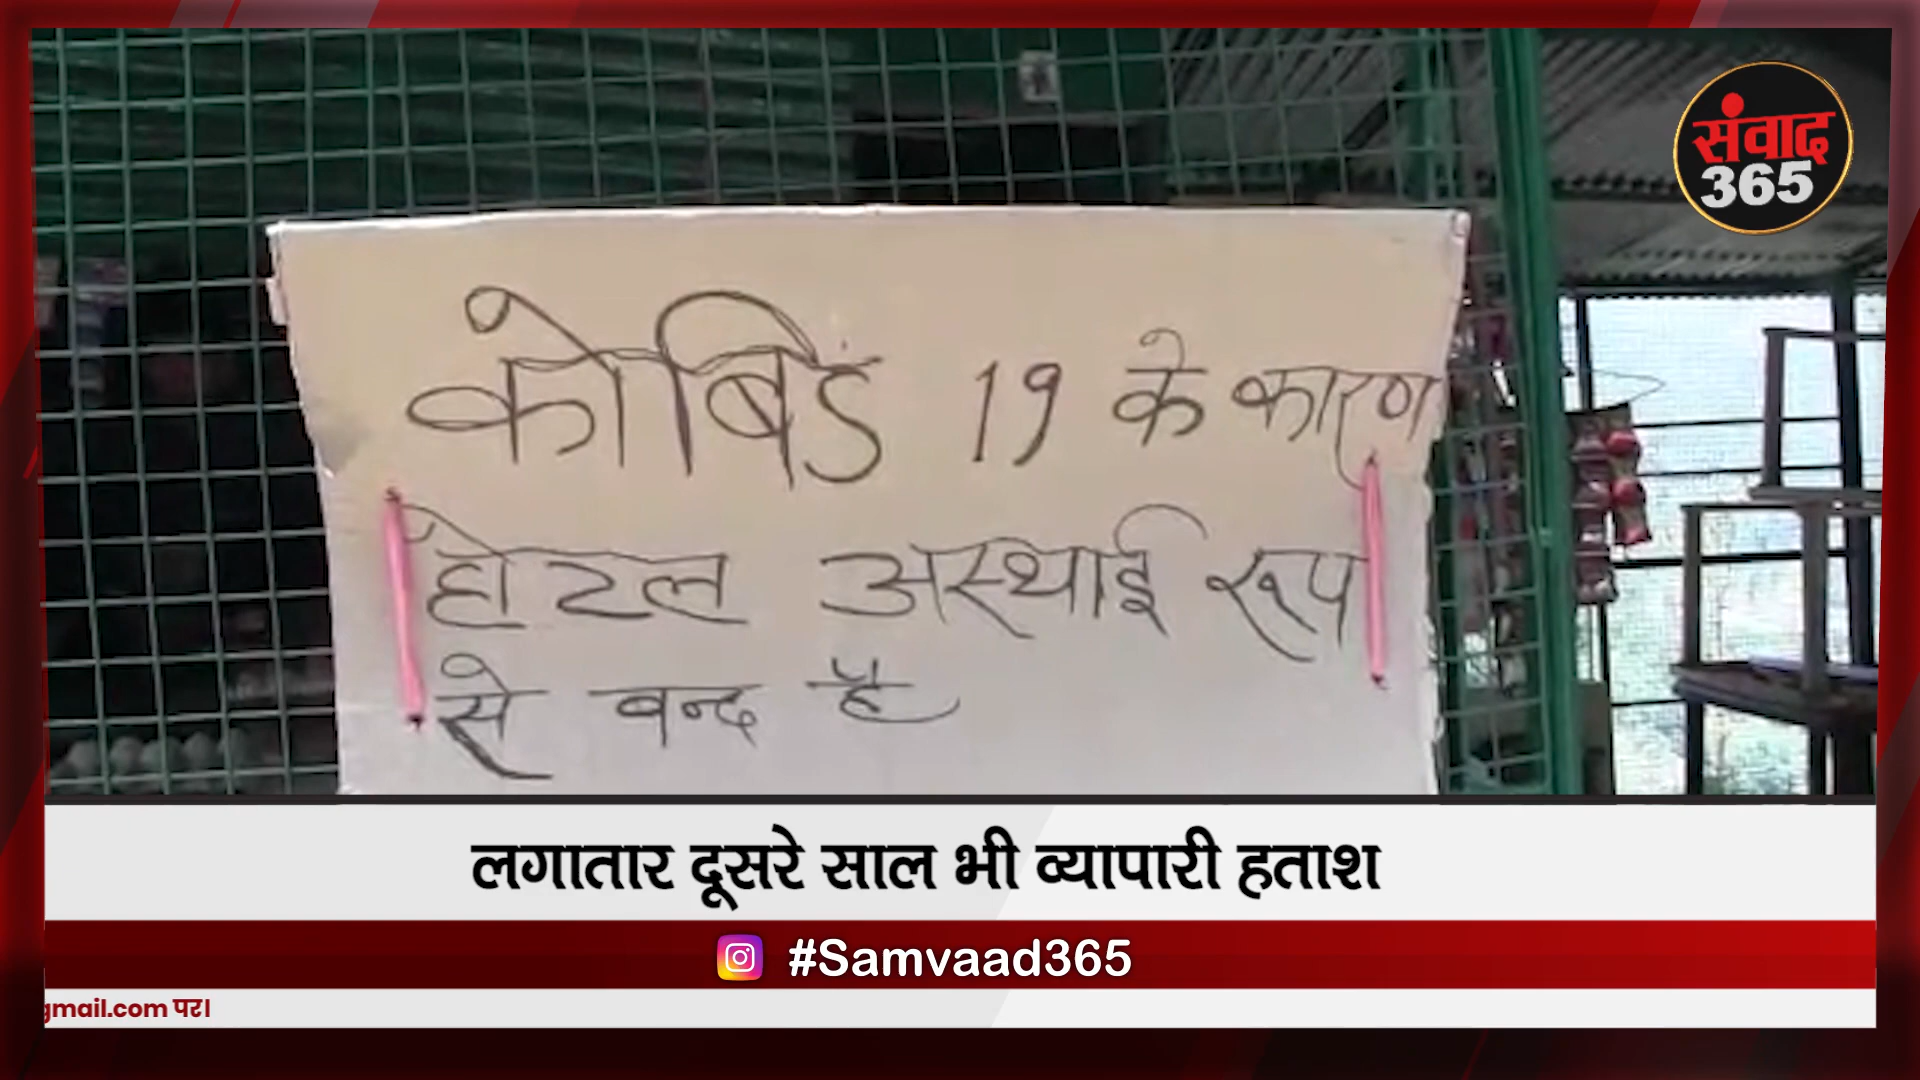 संवाद
365
कोबिडं 19 के कारण
होटल अस्थाई रूप
से बन्द है
लगातार दूसरे साल भी व्यापारी हताश
#Samvaad365
gmail.com पर।